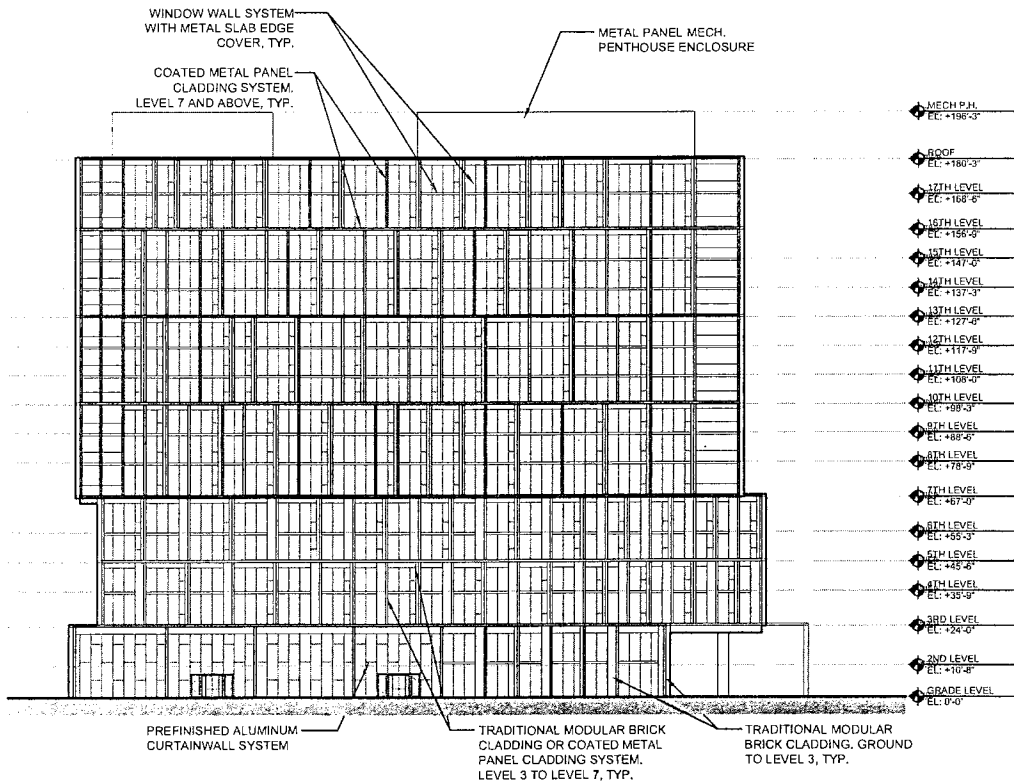 WINDOW WALL SYSTEM
WITH METAL SLAB EDGE
COVER, TYP.
METAL PANEL MECH.
PENTHOUSE ENCLOSURE
COATED METAL PANEL
CLADDING SYSTEM.
LEVEL 7 AND ABOVE, TYP.
MECH P.H.
EL: +196'-3"
ROOF
EL: +180'-3"
17TH LEVEL
EL: +168'-6"
16TH LEVEL
EL: +156'-9"
15TH LEVEL
EL: +147'-0"
14TH LEVEL
EL: +137'-3"
13TH LEVEL
EL: +127'-6"
12TH LEVEL
EL: +117'-9"
11TH LEVEL
EL: +108'-0"
10TH LEVEL
EL: +98'-3"
9TH LEVEL
EL: +88'-6"
8TH LEVEL
EL: +78'-9"
7TH LEVEL
EL: +67'-0"
6TH LEVEL
EL: +55'-3"
5TH LEVEL
EL: +45'-6"
4TH LEVEL
EL: +35'-9"
3RD LEVEL
EL: +24'-0"
2ND LEVEL
EL: +10'-8"
GRADE LEVEL
EL: 0'-0"
PREFINISHED ALUMINUM
CURTAINWALL SYSTEM
TRADITIONAL MODULAR BRICK
CLADDING OR COATED METAL
PANEL CLADDING SYSTEM.
LEVEL 3 TO LEVEL 7, TYP.
TRADITIONAL MODULAR
BRICK CLADDING. GROUND
TO LEVEL 3, TYP.